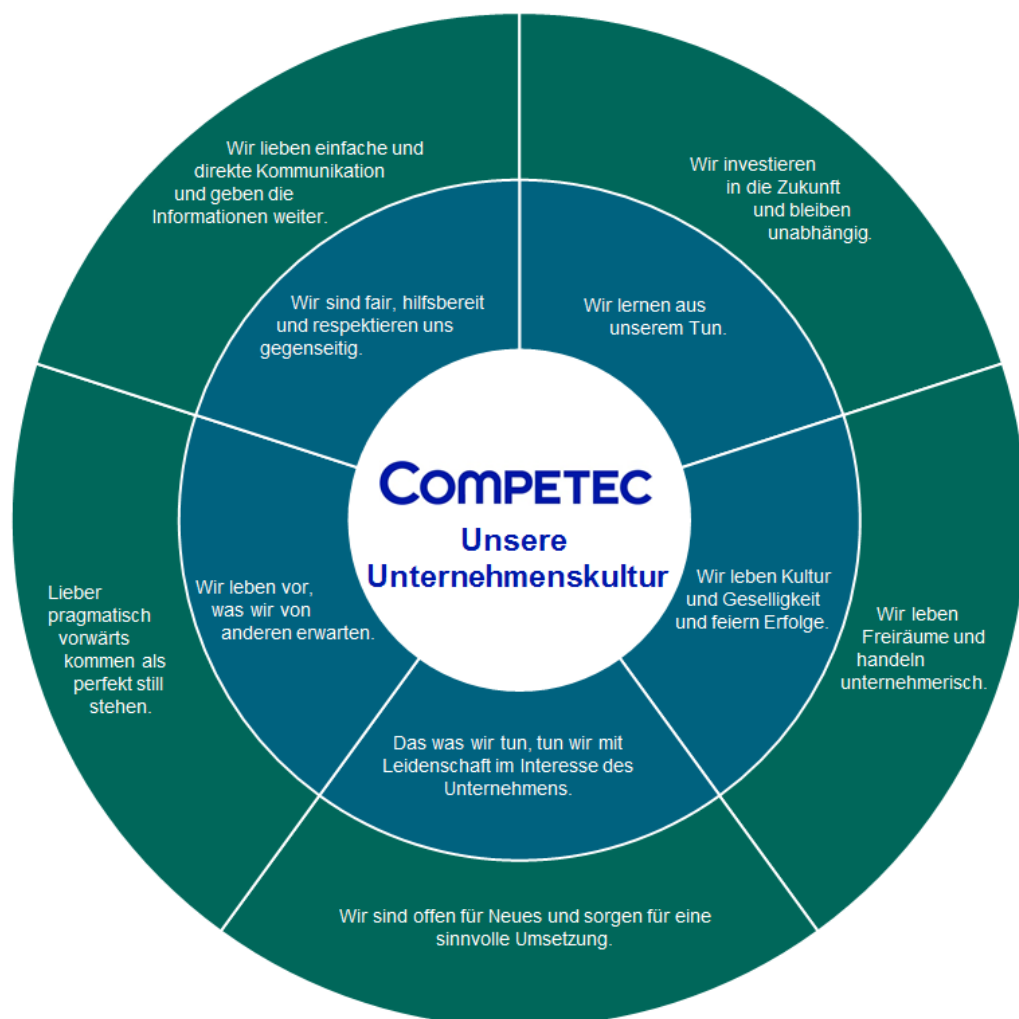 Wir lieben einfache und
direkte Kommunikation
und geben die
Informationen weiter.
Wir investieren
in die Zukunft
und bleiben
unabhängig.
Wir sind fair, hilfsbereit
und respektieren uns
gegenseitig.
Wir lernen aus
unserem Tun.
COMPETEC
Unsere
Unternehmenskultur
Lieber
pragmatisch
vorwärts
kommen als
perfekt still
stehen.
Wir leben vor,
was wir von
anderen erwarten.
Wir leben Kultur
und Geselligkeit
und feiern Erfolge.
Wir leben
Freiräume und
handeln
unternehmerisch.
Das was wir tun, tun wir mit
Leidenschaft im Interesse des
Unternehmens.
Wir sind offen für Neues und sorgen für eine
sinnvolle Umsetzung.